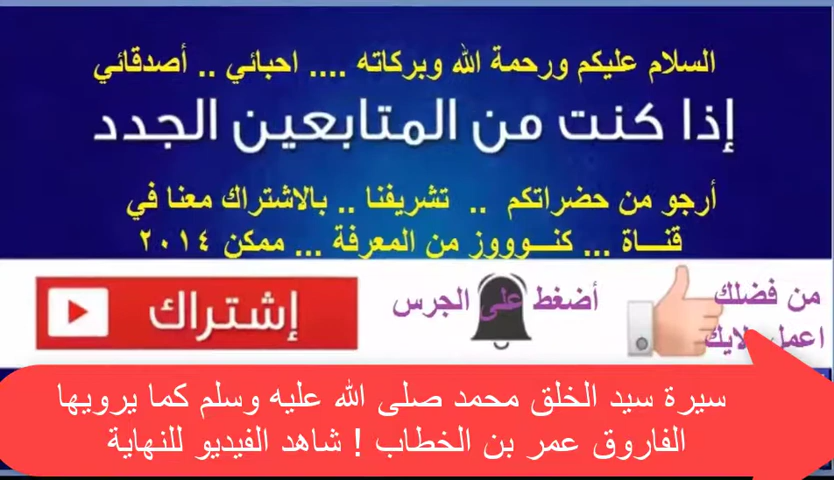 السلام عليكم ورحمة الله وبركاته .... احبائي .. أصدقائي
إذا كنت من المتابعين الجدد
أرجو من حضراتكم .. تشريفنا .. بالاشتراك معنا في
قنـــاة ... كنــوووز من المعرفة ... ممكن ٢٠١٤
من فضلك
اعمل لايك
أضغط على الجرس
إشتراك
سيرة سيد الخلق محمد صلى الله عليه وسلم كما يرويها
الفاروق عمر بن الخطاب ! شاهد الفيديو للنهاية